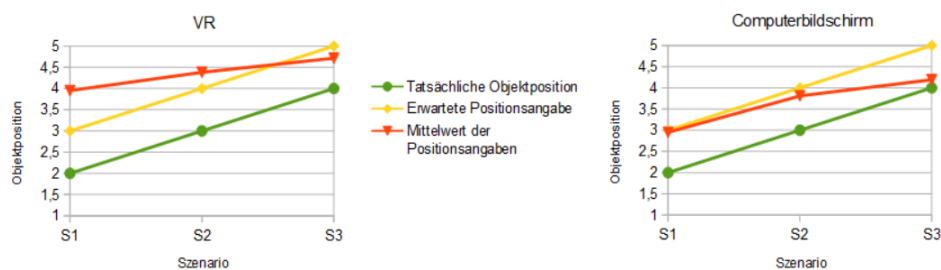 VR
5
4,5
4
3,5
3
2,5
2
1,5
1
S1 S2 S3
Objektposition
Szenario
Tatsächliche Objektposition
Erwartete Positionsangabe
Mittelwert der
Positionsangaben
Computerbildschirm
5
4,5
4
3,5
3
2,5
2
1,5
1
S1 S2 S3
Objektposition
Szenario